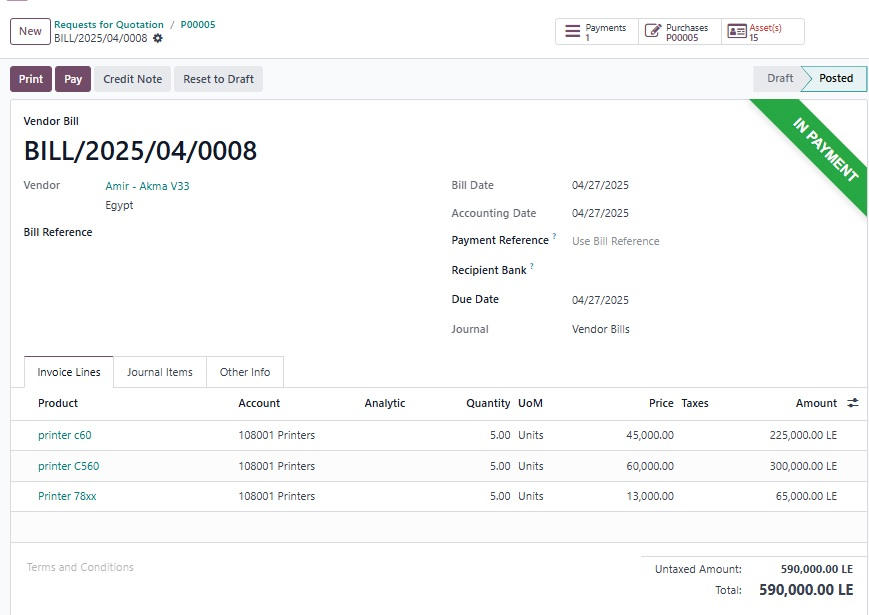 New
Requests for Quotation / P00005
BILL/2025/04/0008
Payments
1
Purchases
P00005
Asset(s)
15
Print Pay Credit Note Reset to Draft
Draft Posted
IN PAYMENT
Vendor Bill
BILL/2025/04/0008
Vendor Amir - Akma V33
Egypt
Bill Reference
Bill Date 04/27/2025
Accounting Date 04/27/2025
Payment Reference ? Use Bill Reference
Recipient Bank ?
Due Date 04/27/2025
Journal Vendor Bills
Invoice Lines Journal Items Other Info
Product Account Analytic Quantity UoM Price Taxes Amount
printer c60 108001 Printers 5.00 Units 45,000.00 225,000.00 LE
printer C560 108001 Printers 5.00 Units 60,000.00 300,000.00 LE
Printer 78xx 108001 Printers 5.00 Units 13,000.00 65,000.00 LE
Terms and Conditions
Untaxed Amount: 590,000.00 LE
Total: 590,000.00 LE